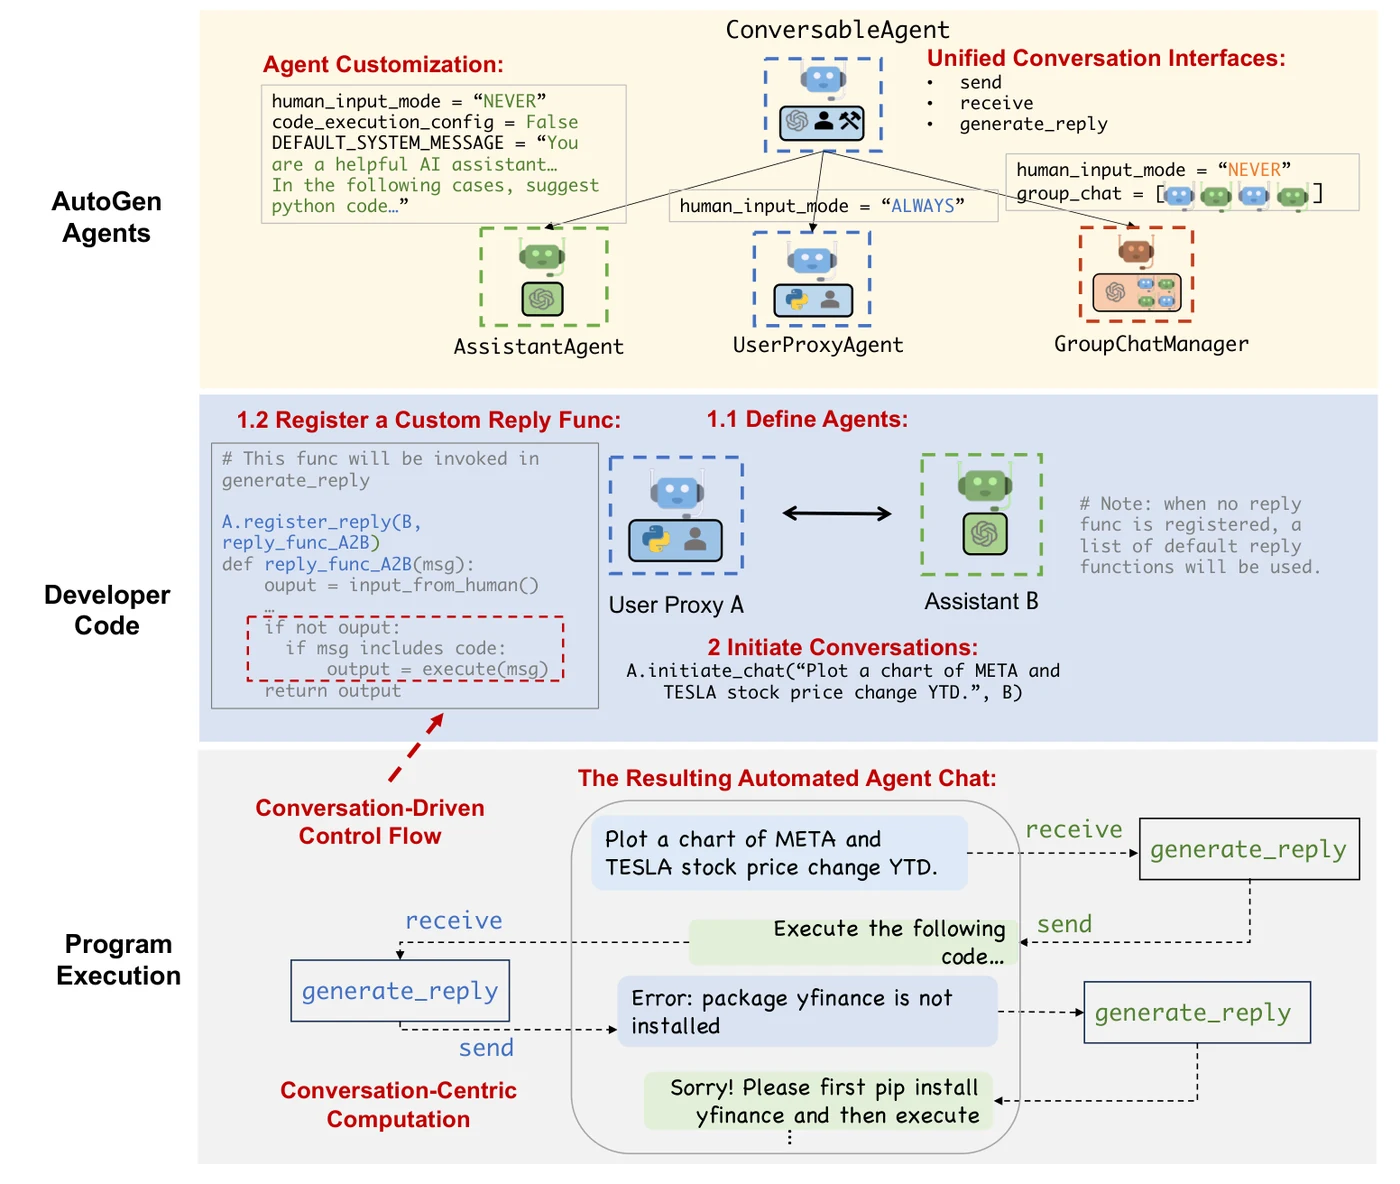 AutoGen
Agents
ConversableAgent
Agent Customization:
human_input_mode = “NEVER”
code_execution_config = False
DEFAULT_SYSTEM_MESSAGE = “You
are a helpful AI assistant…
In the following cases, suggest
python code…”
Unified Conversation Interfaces:
• send
• receive
• generate_reply
human_input_mode = “ALWAYS”
human_input_mode = “NEVER”
group_chat = [ ]
AssistantAgent
UserProxyAgent
GroupChatManager
Developer
Code
1.2 Register a Custom Reply Func:
# This func will be invoked in
generate_reply
A.register_reply(B,
reply_func_A2B)
def reply_func_A2B(msg):
ouput = input_from_human()
…
if not ouput:
if msg includes code:
output = execute(msg)
return output
1.1 Define Agents:
User Proxy A
Assistant B
# Note: when no reply
func is registered, a
list of default reply
functions will be used.
2 Initiate Conversations:
A.initiate_chat(“Plot a chart of META and
TESLA stock price change YTD.”, B)
Program
Execution
Conversation-Driven
Control Flow
The Resulting Automated Agent Chat:
Plot a chart of META and
TESLA stock price change YTD.
receive
generate_reply
send
Execute the following
code…
receive
generate_reply
send
Error: package yfinance is not
installed
generate_reply
Sorry! Please first pip install
yfinance and then execute
⋮
Conversation-Centric
Computation